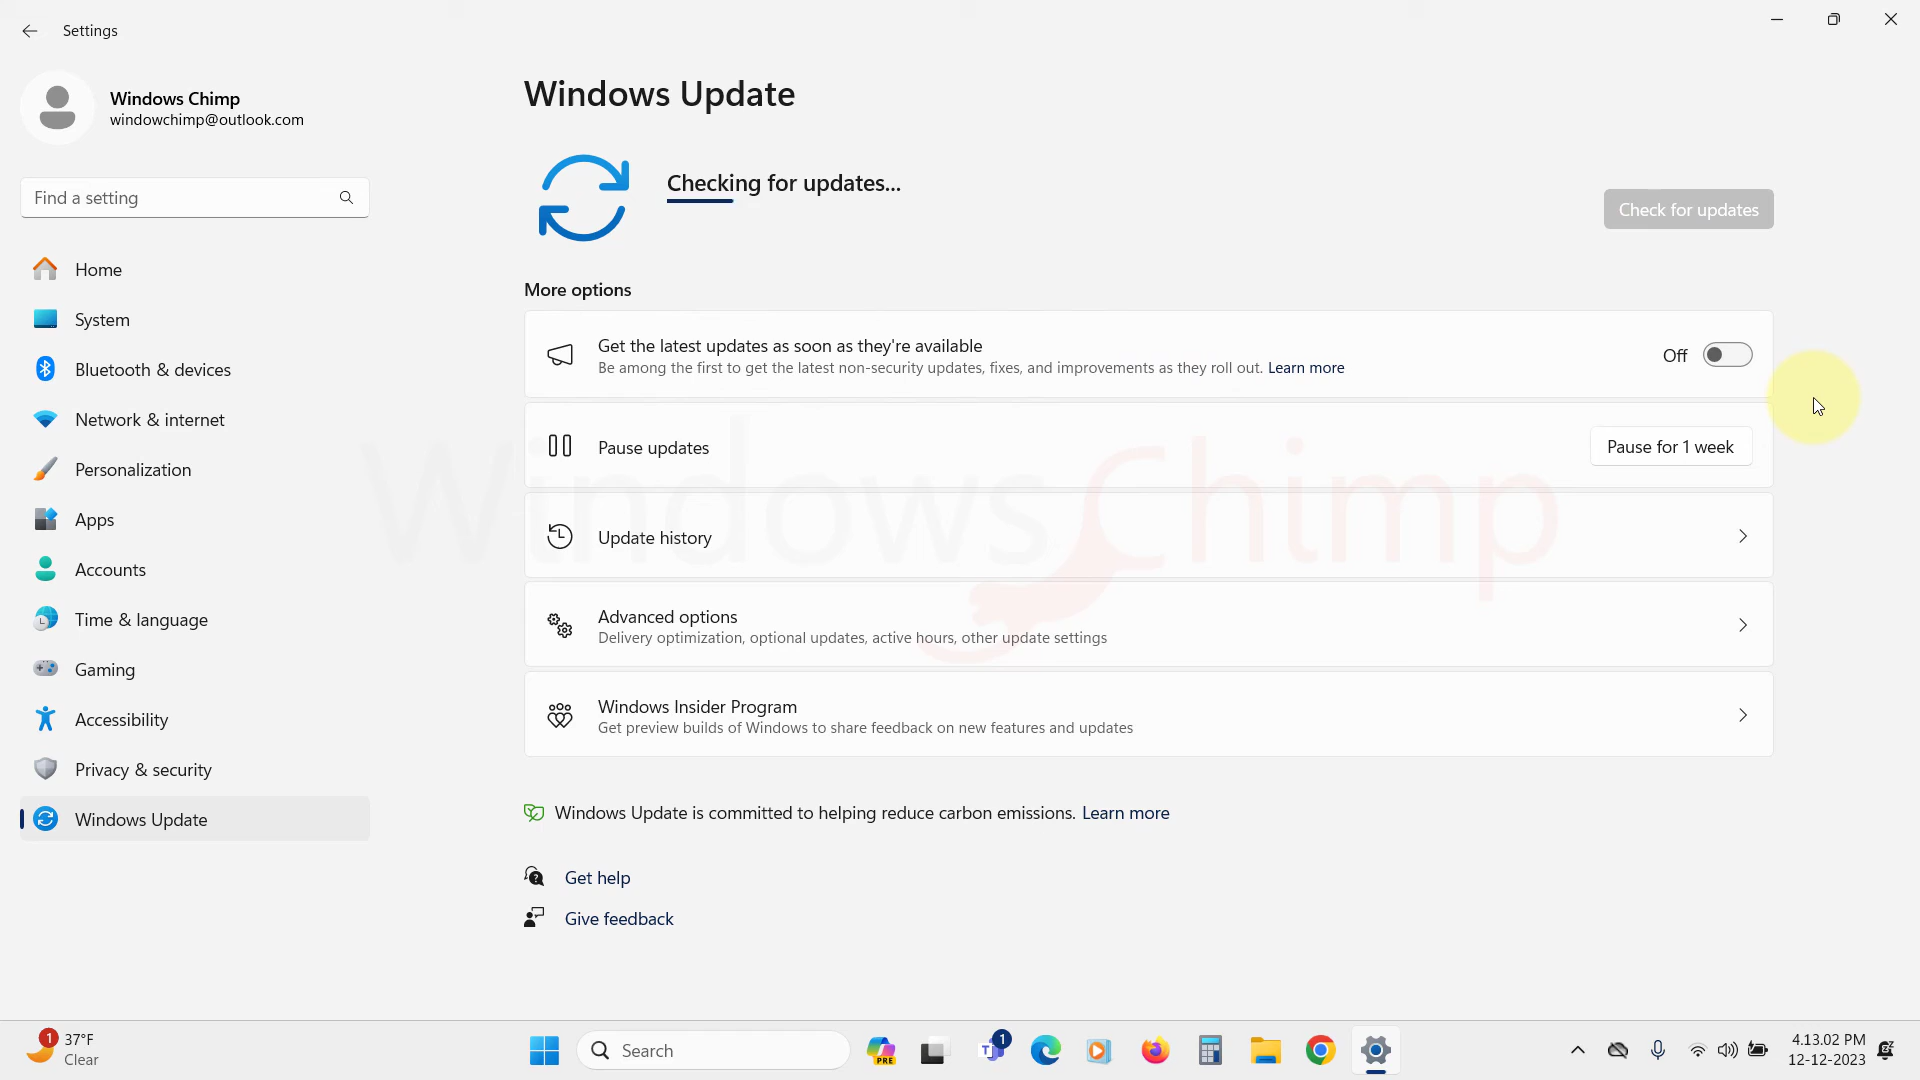 Settings
Windows Chimp
windowchimp@outlook.com
Find a setting
Home
System
Bluetooth & devices
Network & internet
Personalization
Apps
Accounts
Time & language
Gaming
Accessibility
Privacy & security
Windows Update
Windows Update
Checking for updates...
Check for updates
More options
Get the latest updates as soon as they're available
Be among the first to get the latest non-security updates, fixes, and improvements as they roll out. Learn more
Off
Pause updates
Pause for 1 week
Windows Chimp
Update history
Advanced options
Delivery optimization, optional updates, active hours, other update settings
Windows Insider Program
Get preview builds of Windows to share feedback on new features and updates
Windows Update is committed to helping reduce carbon emissions. Learn more
Get help
Give feedback
1
37°F
Clear
Search
PRE
T
1
4.13.02 PM
12-12-2023